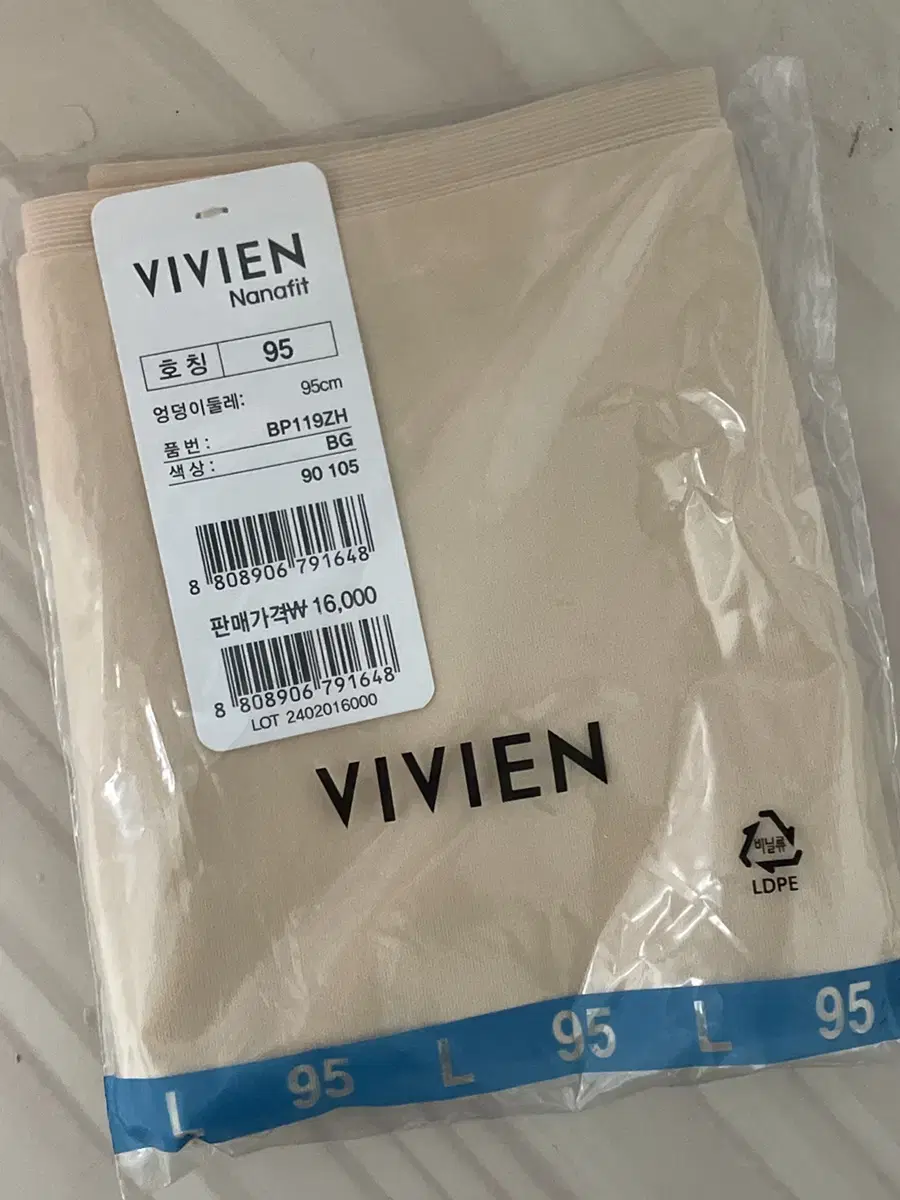 VIVIEN
Nanafit
호칭 95
엉덩이둘레: 95cm
품번: BP119ZH
색상: BG
90 105
8 808906 791648
판매가격₩ 16,000
8 808906 791648
LOT 2402016000
VIVIEN
비닐류
LDPE
L 95 L 95 L 95